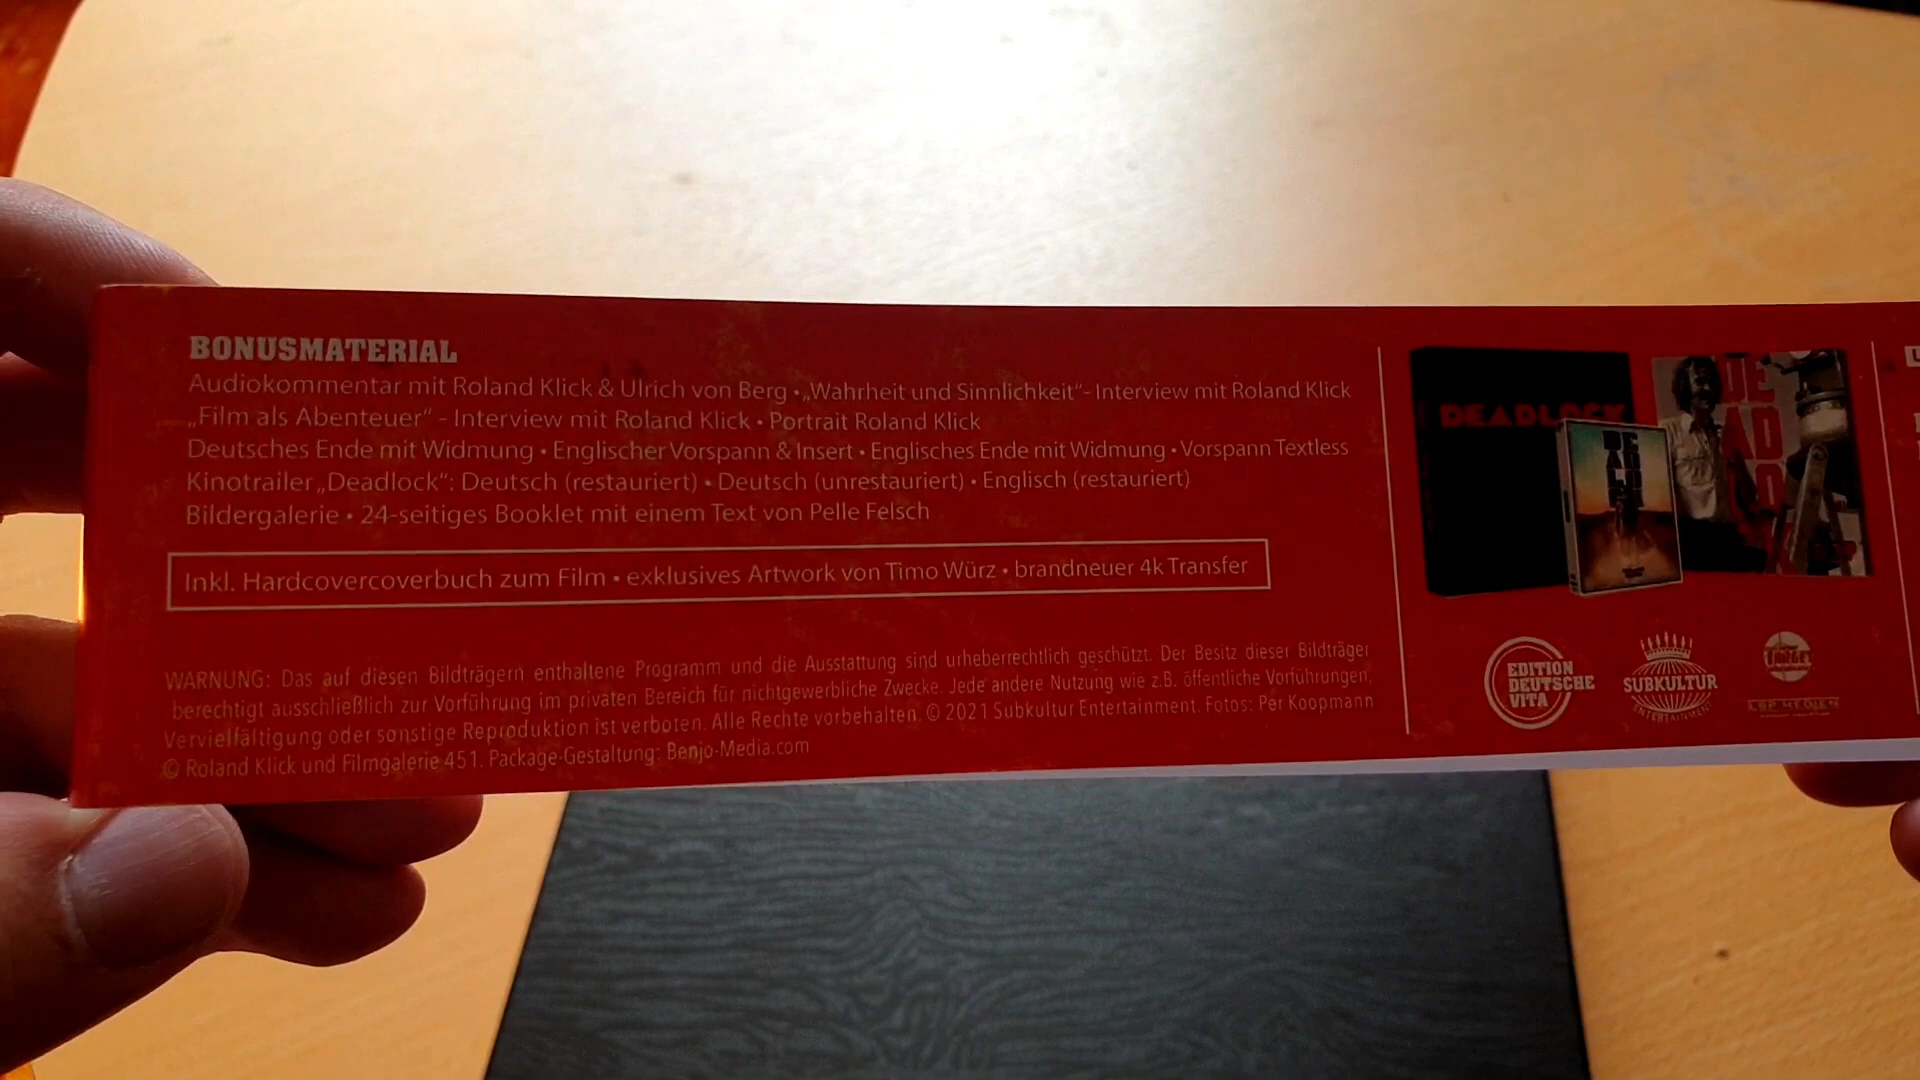 BONUSMATERIAL
Audiokommentar mit Roland Klick & Ulrich von Berg • „Wahrheit und Sinnlichkeit“- Interview mit Roland Klick
„Film als Abenteuer“ - Interview mit Roland Klick • Portrait Roland Klick
Deutsches Ende mit Widmung • Englischer Vorspann & Insert • Englisches Ende mit Widmung • Vorspann Textless
Kinotrailer „Deadlock“: Deutsch (restauriert) • Deutsch (unrestauriert) • Englisch (restauriert)
Bildergalerie • 24-seitiges Booklet mit einem Text von Pelle Felsch
Inkl. Hardcovercoverbuch zum Film • exklusives Artwork von Timo Würz • brandneuer 4k Transfer
WARNUNG: Das auf diesen Bildträgern enthaltene Programm und die Ausstattung sind urheberrechtlich geschützt. Der Besitz dieser Bildträger
berechtigt ausschließlich zur Vorführung im privaten Bereich für nichtgewerbliche Zwecke. Jede andere Nutzung wie z.B. öffentliche Vorführungen,
Vervielfältigung oder sonstige Reproduktion ist verboten. Alle Rechte vorbehalten. © 2021 Subkultur Entertainment. Fotos: Per Koopmann
© Roland Klick und Filmgalerie 451. Package-Gestaltung: Benjo-Media.com
DEADLOCK
DE
AD
LO
CK
EDITION
DEUTSCHE
VITA
SUBKULTUR
ENTERTAINMENT
LSP MEDIEN